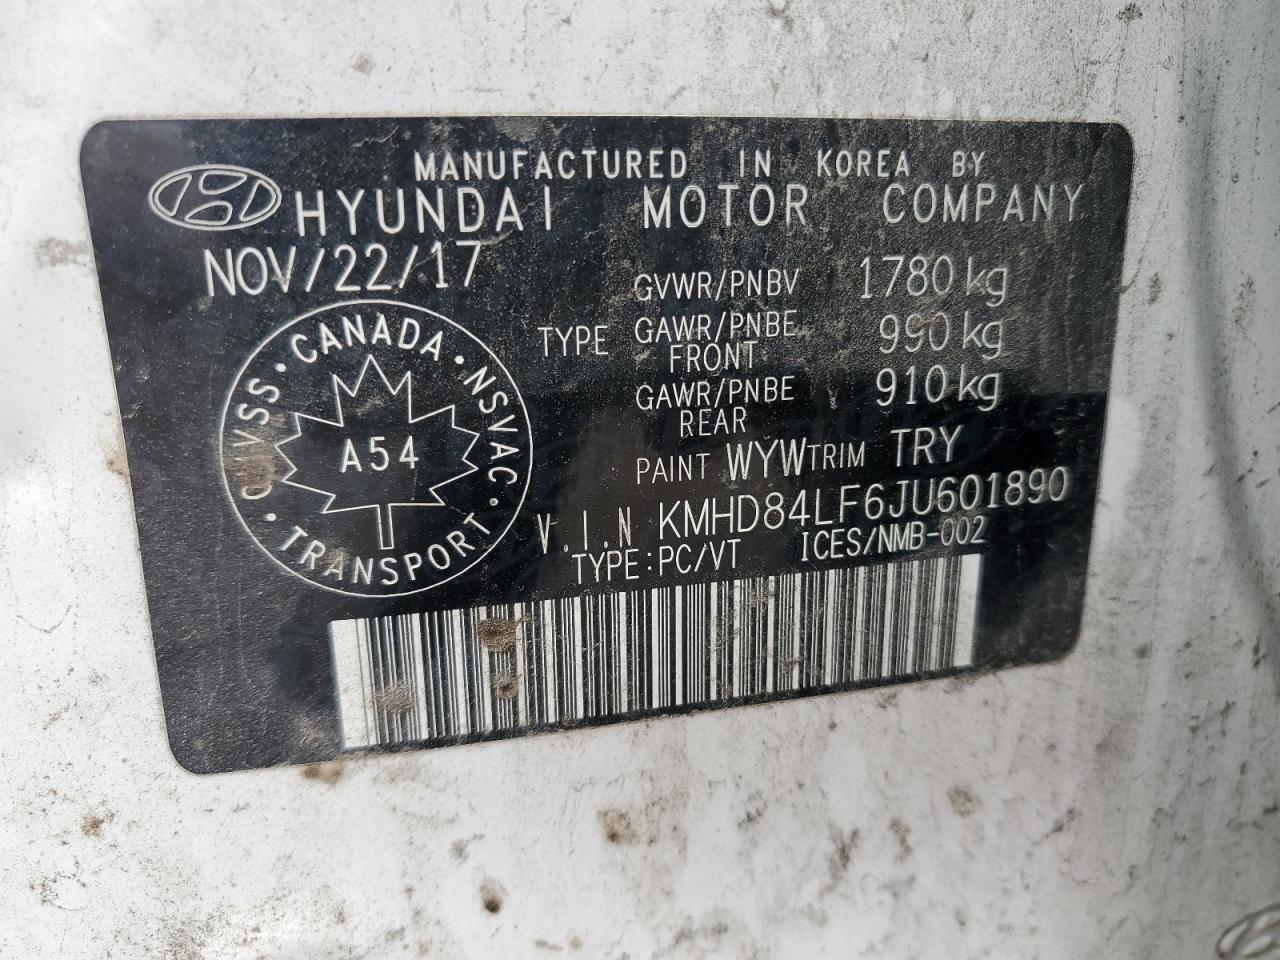 MANUFACTURED IN KOREA BY
HYUNDAI MOTOR COMPANY
NOV/22/17
GVWR/PNBV 1780 kg
TYPE GAWR/PNBE FRONT 990 kg
GAWR/PNBE REAR 910 kg
PAINT WYW TRIM TRY
V.I.N KMHD84LF6JU601890
TYPE:PC/VT ICES/NMB-002
CANADA · NSVAC · TRANSPORT · CMVSS ·
A54